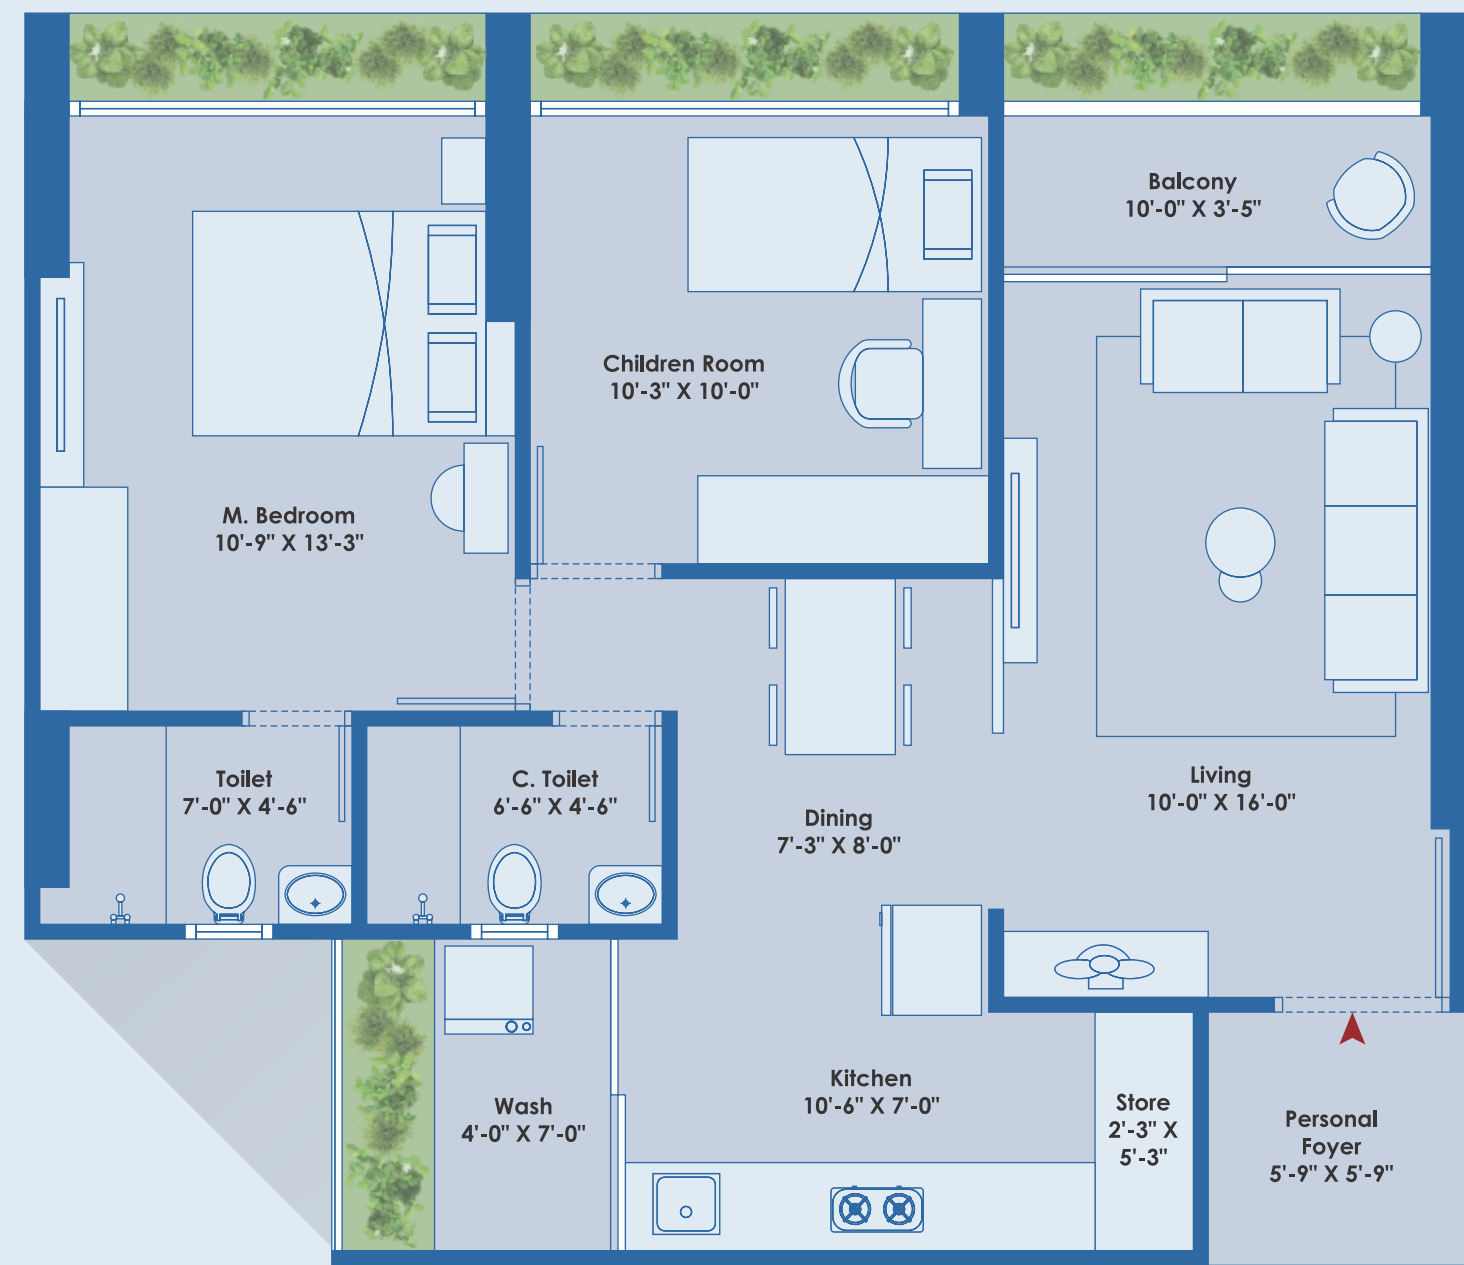 Balcony
10'-0" X 3'-5"
Children Room
10'-3" X 10'-0"
M. Bedroom
10'-9" X 13'-3"
Toilet
7'-0" X 4'-6"
C. Toilet
6'-6" X 4'-6"
Dining
7'-3" X 8'-0"
Living
10'-0" X 16'-0"
Kitchen
10'-6" X 7'-0"
Wash
4'-0" X 7'-0"
Store
2'-3" X
5'-3"
Personal
Foyer
5'-9" X 5'-9"